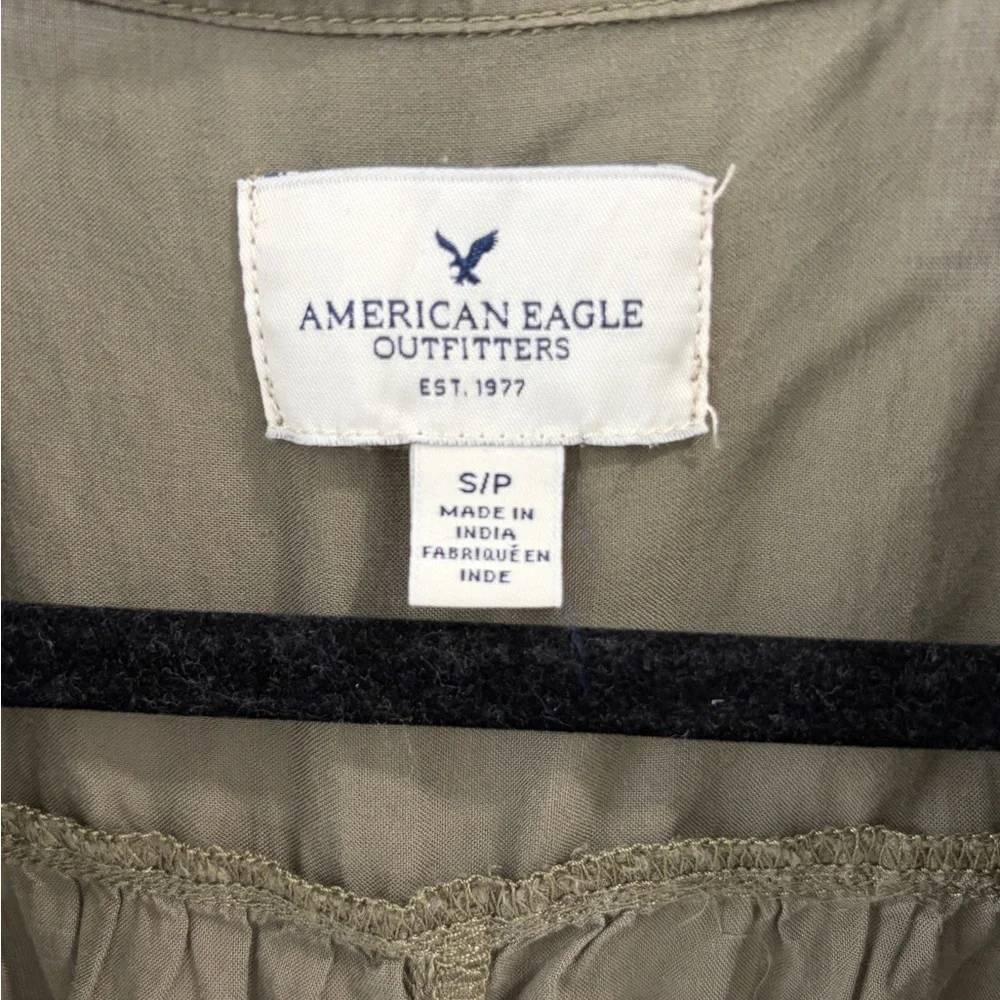 AMERICAN EAGLE
OUTFITTERS
EST. 1977
S/P
MADE IN
INDIA
FABRIQUÉ EN
INDE